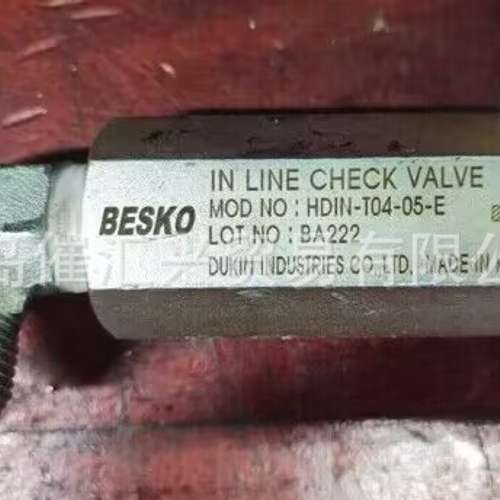 BESKO
IN LINE CHECK VALVE
MOD NO : HDIN-T04-05-E
LOT NO : BA222
DUKIN INDUSTRIES CO.,LTD. MADE IN